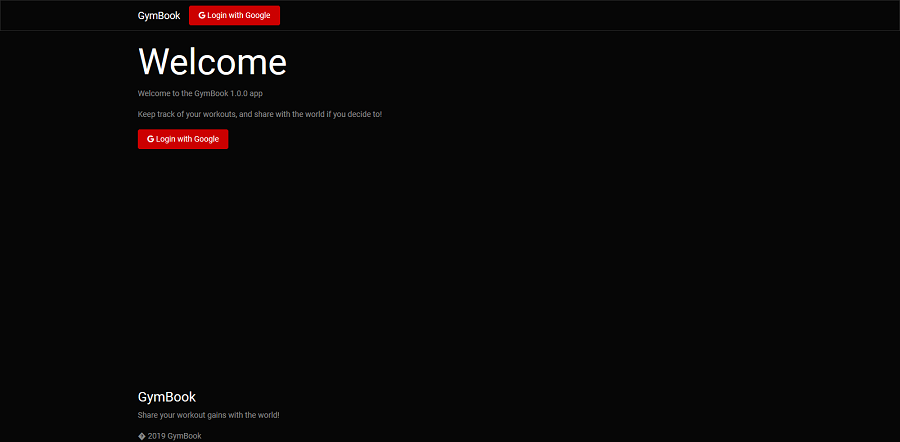 GymBook
Login with Google
Welcome
Welcome to the GymBook 1.0.0 app
Keep track of your workouts, and share with the world if you decide to!
Login with Google
GymBook
Share your workout gains with the world!
� 2019 GymBook